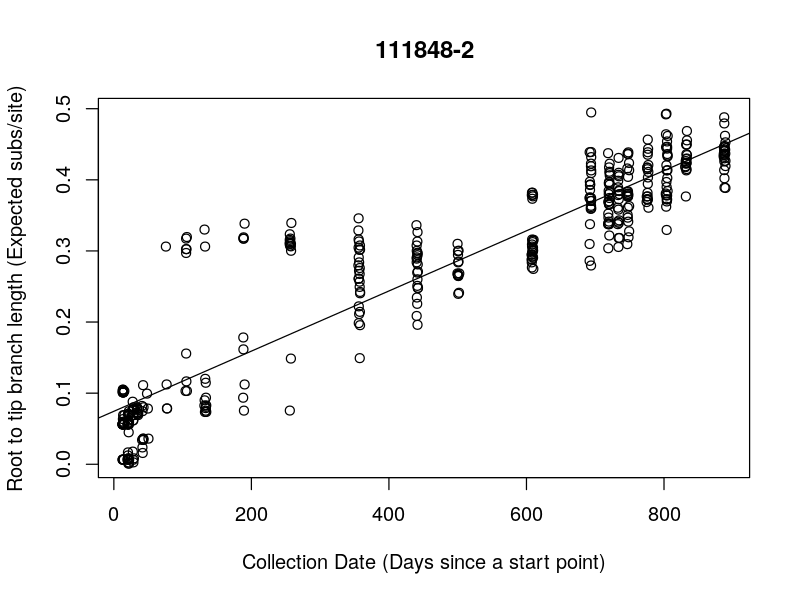 111848-2
Root to tip branch length (Expected subs/site)
0.5
0.4
0.3
0.2
0.1
0.0
0 200 400 600 800
Collection Date (Days since a start point)